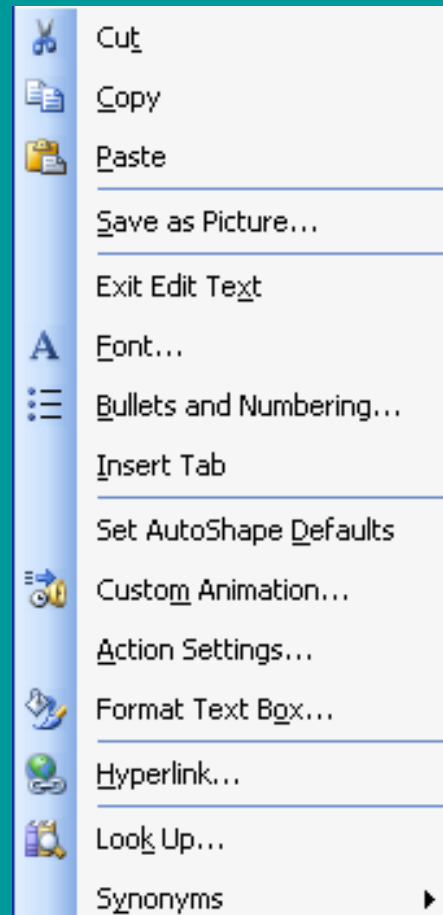 Cut
Copy
Paste
Save as Picture...
Exit Edit Text
Font...
Bullets and Numbering...
Insert Tab
Set AutoShape Defaults
Custom Animation...
Action Settings...
Format Text Box...
Hyperlink...
Look Up...
Synonyms